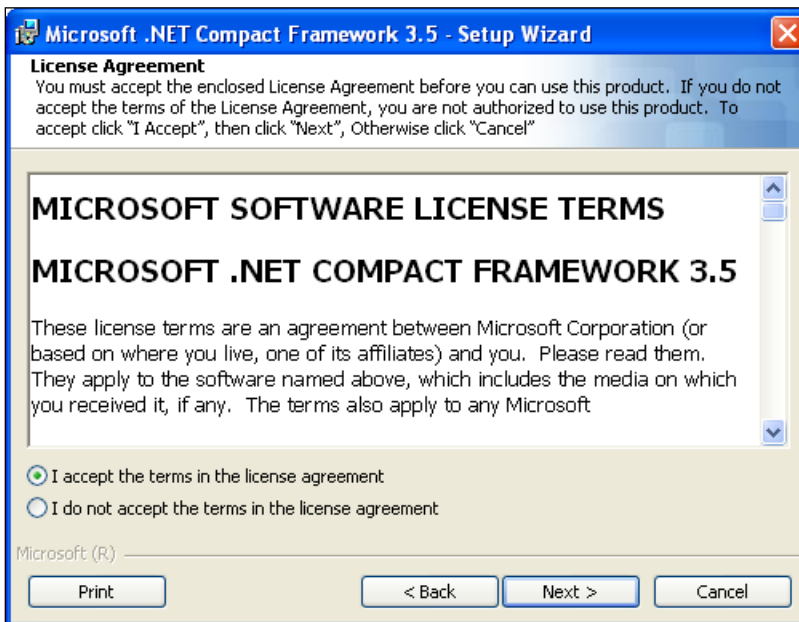 Microsoft .NET Compact Framework 3.5 - Setup Wizard
License Agreement
You must accept the enclosed License Agreement before you can use this product. If you do not
accept the terms of the License Agreement, you are not authorized to use this product. To
accept click "I Accept", then click "Next", Otherwise click "Cancel"
MICROSOFT SOFTWARE LICENSE TERMS
MICROSOFT .NET COMPACT FRAMEWORK 3.5
These license terms are an agreement between Microsoft Corporation (or
based on where you live, one of its affiliates) and you. Please read them.
They apply to the software named above, which includes the media on which
you received it, if any. The terms also apply to any Microsoft
I accept the terms in the license agreement
I do not accept the terms in the license agreement
Microsoft (R)
Print < Back Next > Cancel